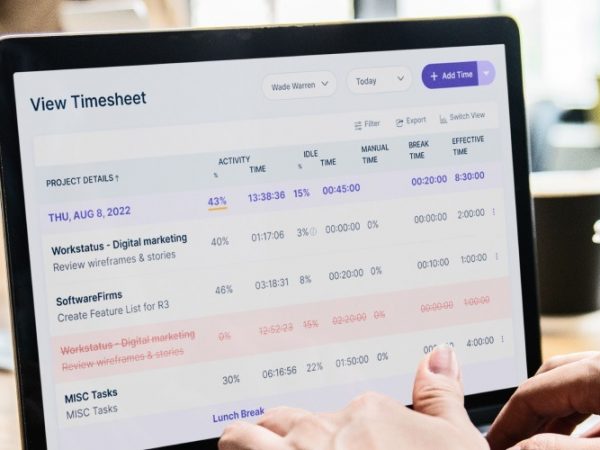 View Timesheet
Wade Warren
Today
+ Add Time
Filter
Export
Switch View
PROJECT DETAILS ↑
ACTIVITY
% TIME
IDLE
% TIME
MANUAL
TIME
BREAK
TIME
EFFECTIVE
TIME
THU, AUG 8, 2022 43% 13:38:36 15% 00:45:00 00:20:00 8:30:00
Workstatus - Digital marketing 40% 01:17:06 3% 00:00:00 0% 00:00:00 2:00:00
Review wireframes & stories
SoftwareFirms 46% 03:18:31 8% 00:20:00 0% 00:10:00 1:00:00
Create Feature List for R3
Workstatus - Digital marketing 0% 12:52:23 15% 02:20:00 0% 00:00:00 1:00:00
Review wireframes & stories
MISC Tasks 30% 06:16:56 22% 01:50:00 0% 4:00:00
MISC Tasks
Lunch Break